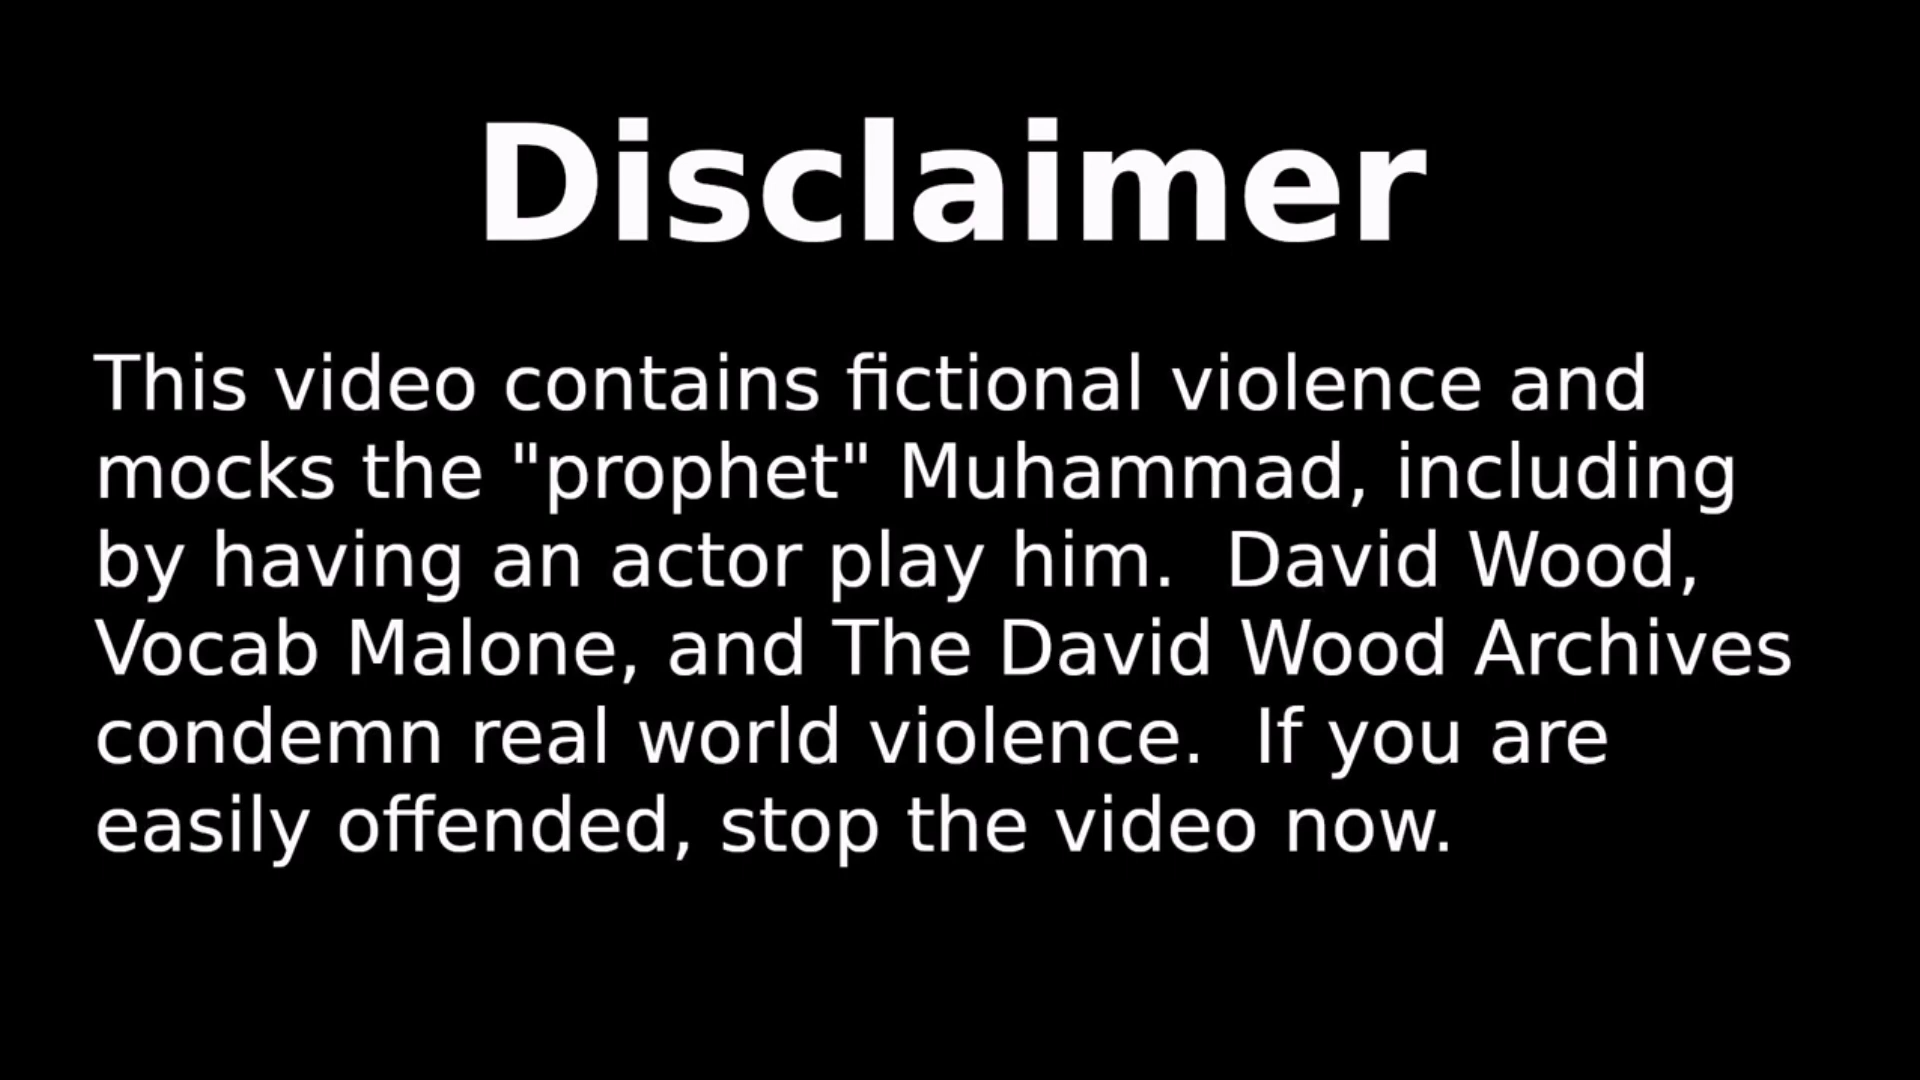 Disclaimer
This video contains fictional violence and
mocks the "prophet" Muhammad, including
by having an actor play him.  David Wood,
Vocab Malone, and The David Wood Archives
condemn real world violence.  If you are
easily offended, stop the video now.